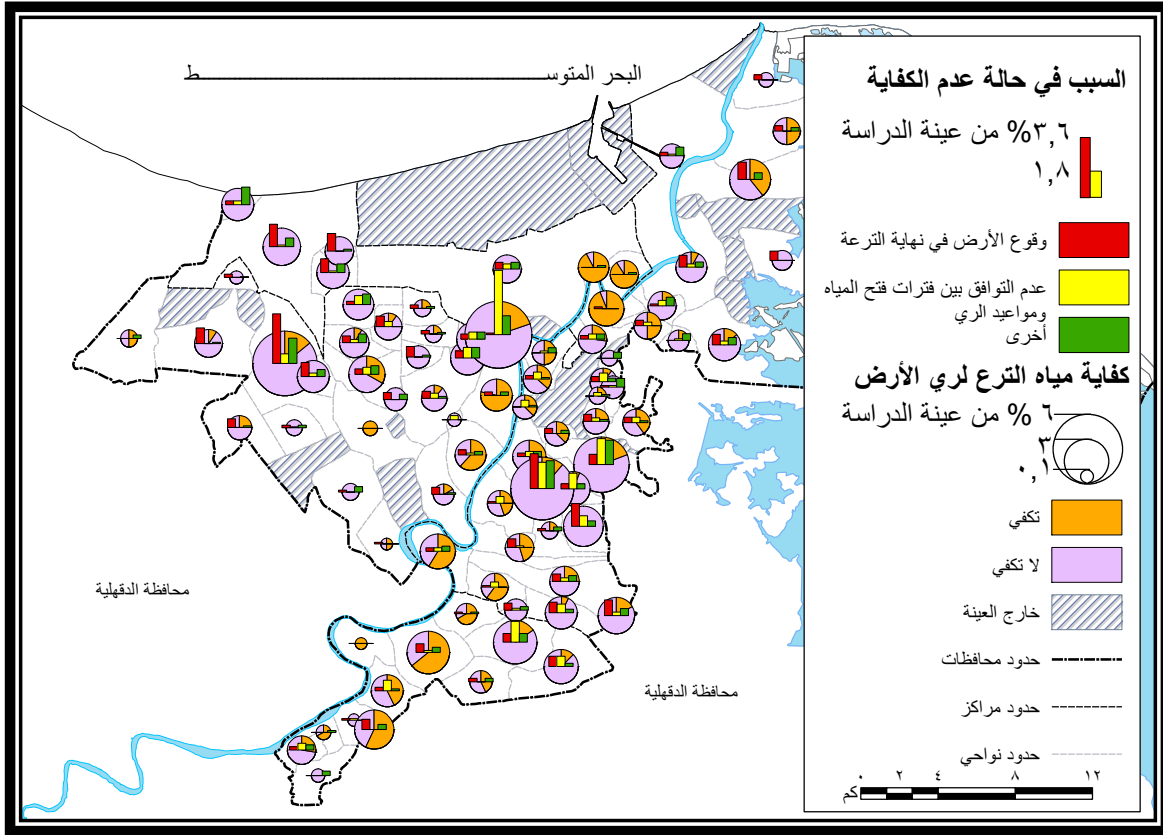 البحر المتوســــــــــــــــــــــــــــــــــــــــط
محافظة الدقهلية
محافظة الدقهلية
السبب في حالة عدم الكفاية
٣,٦% من عينة الدراسة
١,٨
وقوع الأرض في نهاية الترعة
عدم التوافق بين فترات فتح المياه
ومواعيد الري
أخرى
كفاية مياه الترع لري الأرض
٦ % من عينة الدراسة
٣
٠,١
تكفي
لا تكفي
خارج العينة
حدود محافظات
حدود مراكز
حدود نواحي
٠ ٢ ٤ ٨ ١٢
كم